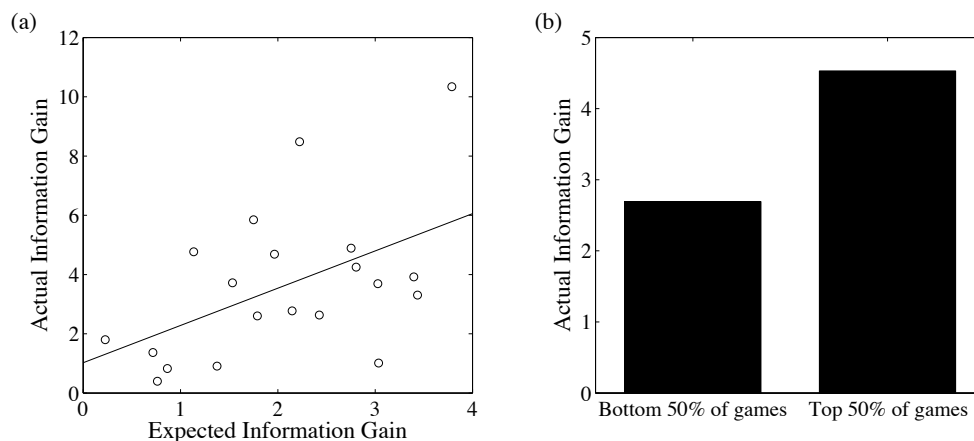 (a)
12
10
8
6
4
2
0
Actual Information Gain
0 1 2 3 4
Expected Information Gain
(b)
5
4
3
2
1
0
Actual Information Gain
Bottom 50% of games Top 50% of games